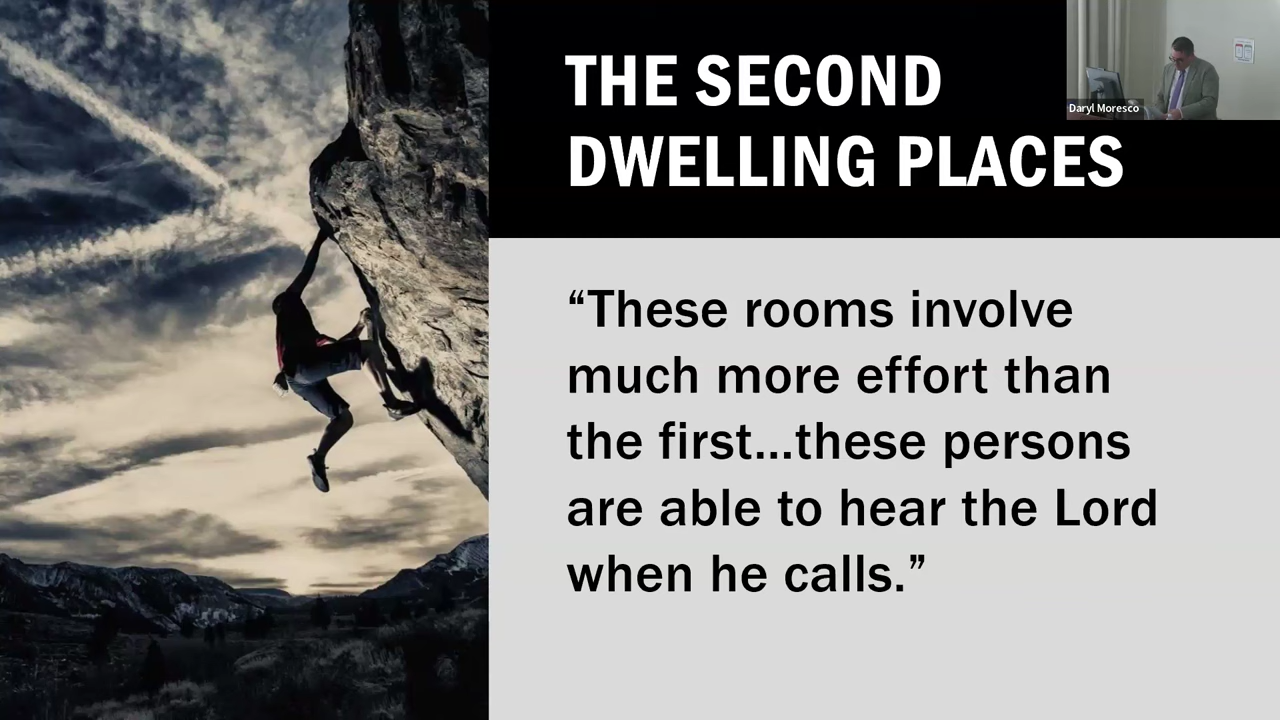 THE SECOND
DWELLING PLACES
Daryl Moresco
“These rooms involve
much more effort than
the first...these persons
are able to hear the Lord
when he calls.”